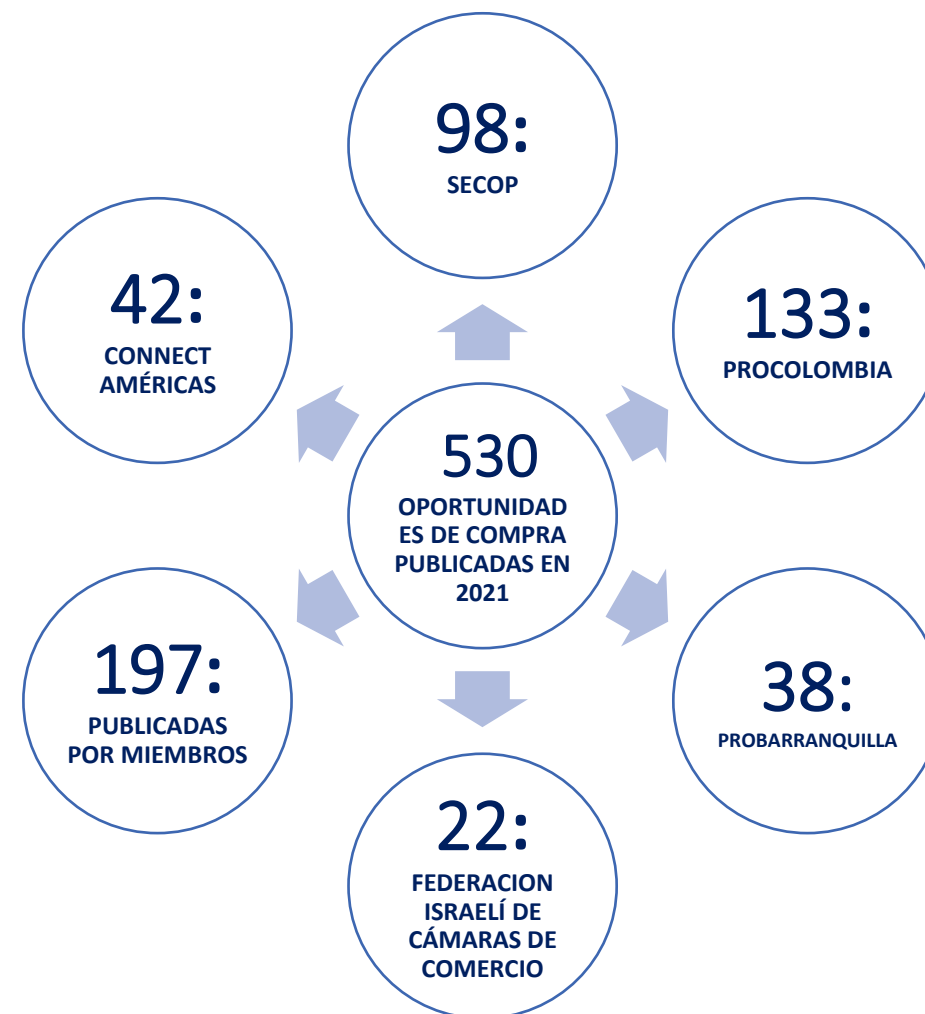 98:
SECOP
42:
CONNECT
AMÉRICAS
133:
PROCOLOMBIA
530
OPORTUNIDAD
ES DE COMPRA
PUBLICADAS EN
2021
197:
PUBLICADAS
POR MIEMBROS
38:
PROBARRANQUILLA
22:
FEDERACION
ISRAELÍ DE
CÁMARAS DE
COMERCIO